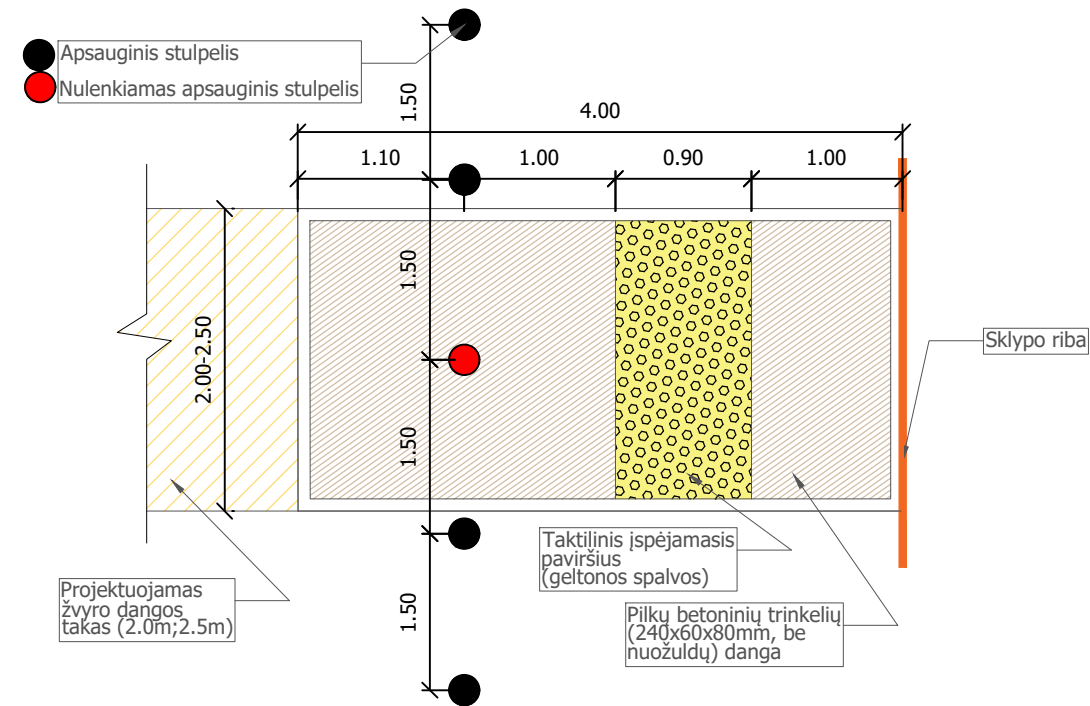 Apsauginis stulpelis
Nulenkiamas apsauginis stulpelis
1.50
4.00
1.10
1.00
0.90
1.00
1.50
2.00-2.50
1.50
1.50
Sklypo riba
Taktilinis įspėjamasis
paviršius
(geltonos spalvos)
Projektuojamas
žvyro dangos
takas (2.0m;2.5m)
Pilkų betoninių trinkelių
(240x60x80mm, be
nuožuldų) danga